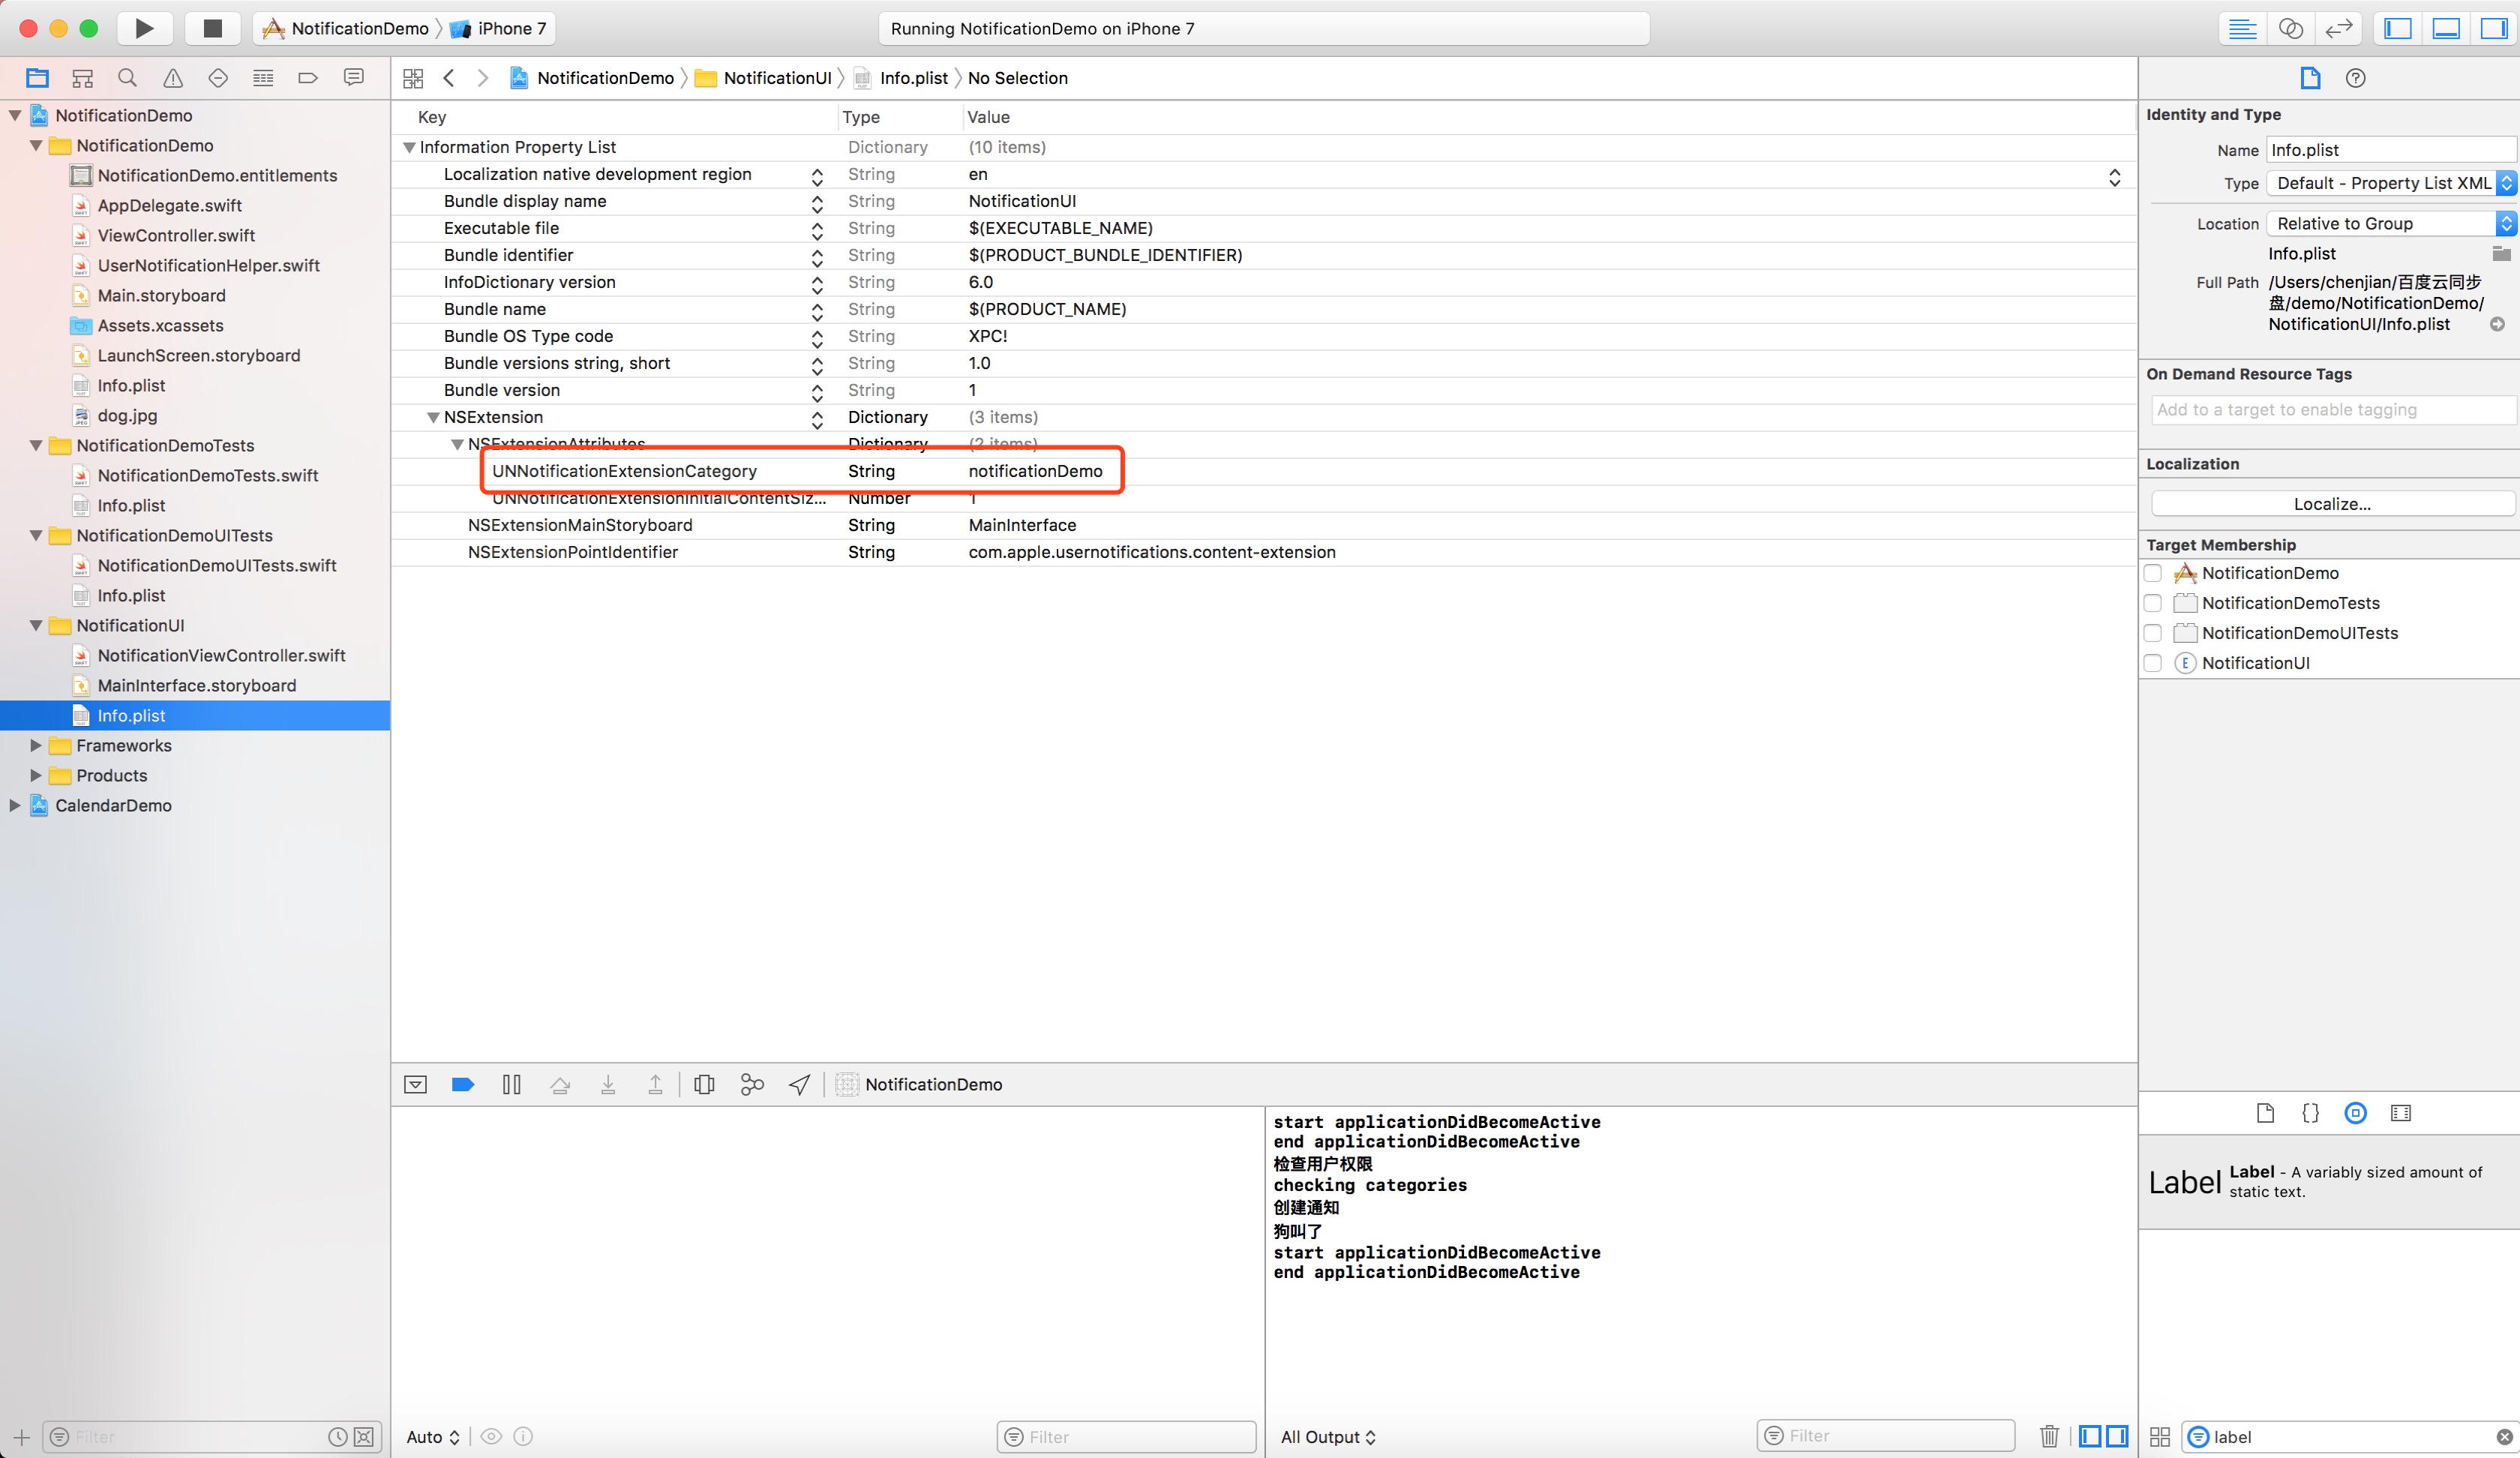 NotificationDemo iPhone 7
Running NotificationDemo on iPhone 7
NotificationDemo NotificationUI Info.plist No Selection
NotificationDemo
NotificationDemo
NotificationDemo.entitlements
AppDelegate.swift
ViewController.swift
UserNotificationHelper.swift
Main.storyboard
Assets.xcassets
LaunchScreen.storyboard
Info.plist
dog.jpg
NotificationDemoTests
NotificationDemoTests.swift
Info.plist
NotificationDemoUITests
NotificationDemoUITests.swift
Info.plist
NotificationUI
NotificationViewController.swift
MainInterface.storyboard
Info.plist
Frameworks
Products
CalendarDemo
Filter
Key Type Value
Information Property List Dictionary (10 items)
Localization native development region String en
Bundle display name String NotificationUI
Executable file String $(EXECUTABLE_NAME)
Bundle identifier String $(PRODUCT_BUNDLE_IDENTIFIER)
InfoDictionary version String 6.0
Bundle name String $(PRODUCT_NAME)
Bundle OS Type code String XPC!
Bundle versions string, short String 1.0
Bundle version String 1
NSExtension Dictionary (3 items)
NSExtensionAttributes Dictionary (2 items)
UNNotificationExtensionCategory String notificationDemo
UNNotificationExtensionInitialContentSiz... Number 1
NSExtensionMainStoryboard String MainInterface
NSExtensionPointIdentifier String com.apple.usernotifications.content-extension
NotificationDemo
start applicationDidBecomeActive
end applicationDidBecomeActive
检查用户权限
checking categories
创建通知
狗叫了
start applicationDidBecomeActive
end applicationDidBecomeActive
Auto
Filter
All Output
Filter
Identity and Type
Name Info.plist
Type Default - Property List XML
Location Relative to Group
Info.plist
Full Path /Users/chenjian/百度云同步
盘/demo/NotificationDemo/
NotificationUI/Info.plist
On Demand Resource Tags
Add to a target to enable tagging
Localization
Localize...
Target Membership
NotificationDemo
NotificationDemoTests
NotificationDemoUITests
E NotificationUI
Label Label - A variably sized amount of
static text.
label